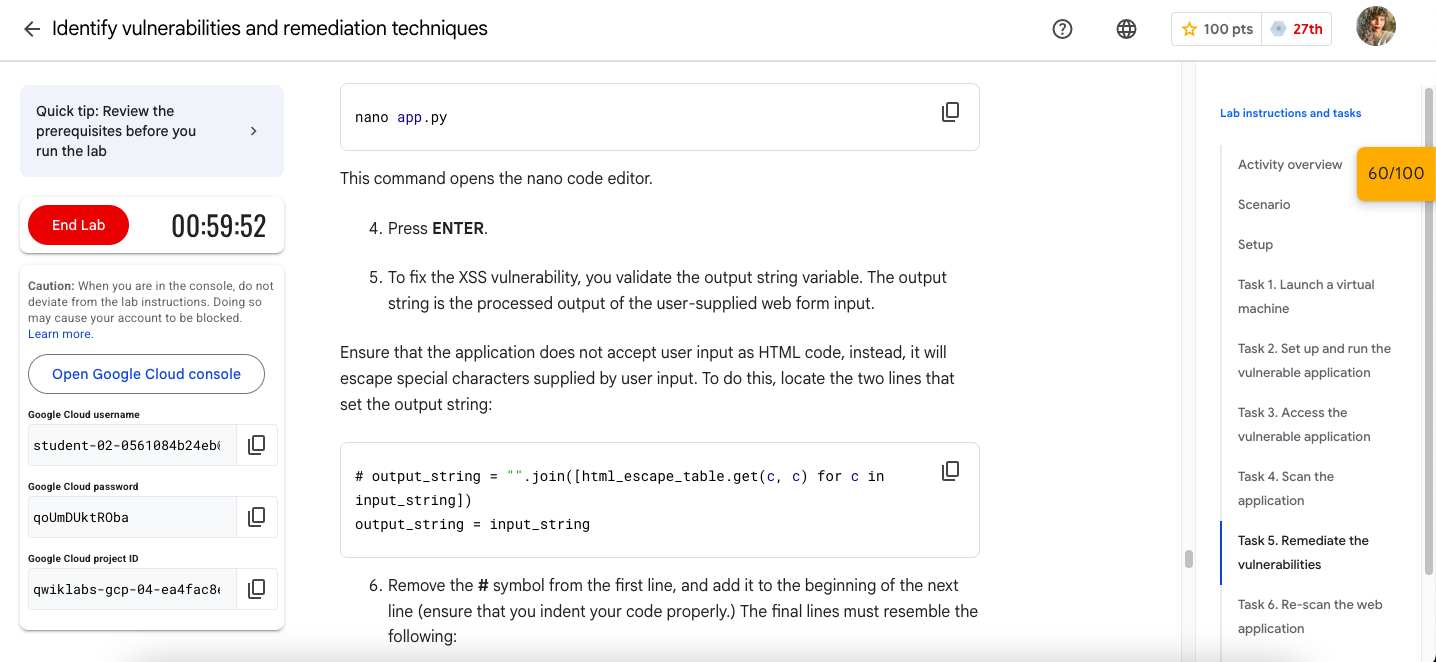 Identify vulnerabilities and remediation techniques
100 pts
27th
Quick tip: Review the
prerequisites before you
run the lab
End Lab
00:59:52
Caution: When you are in the console, do not
deviate from the lab instructions. Doing so
may cause your account to be blocked.
Learn more.
Open Google Cloud console
Google Cloud username
student-02-0561084b24eb
Google Cloud password
qoUmDUktROba
Google Cloud project ID
qwiklabs-gcp-04-ea4fac8
nano app.py
This command opens the nano code editor.
4. Press ENTER.
5. To fix the XSS vulnerability, you validate the output string variable. The output
string is the processed output of the user-supplied web form input.
Ensure that the application does not accept user input as HTML code, instead, it will
escape special characters supplied by user input. To do this, locate the two lines that
set the output string:
# output_string = "".join([html_escape_table.get(c, c) for c in
input_string])
output_string = input_string
6. Remove the # symbol from the first line, and add it to the beginning of the next
line (ensure that you indent your code properly.) The final lines must resemble the
following:
Lab instructions and tasks
Activity overview
60/100
Scenario
Setup
Task 1. Launch a virtual
machine
Task 2. Set up and run the
vulnerable application
Task 3. Access the
vulnerable application
Task 4. Scan the
application
Task 5. Remediate the
vulnerabilities
Task 6. Re-scan the web
application